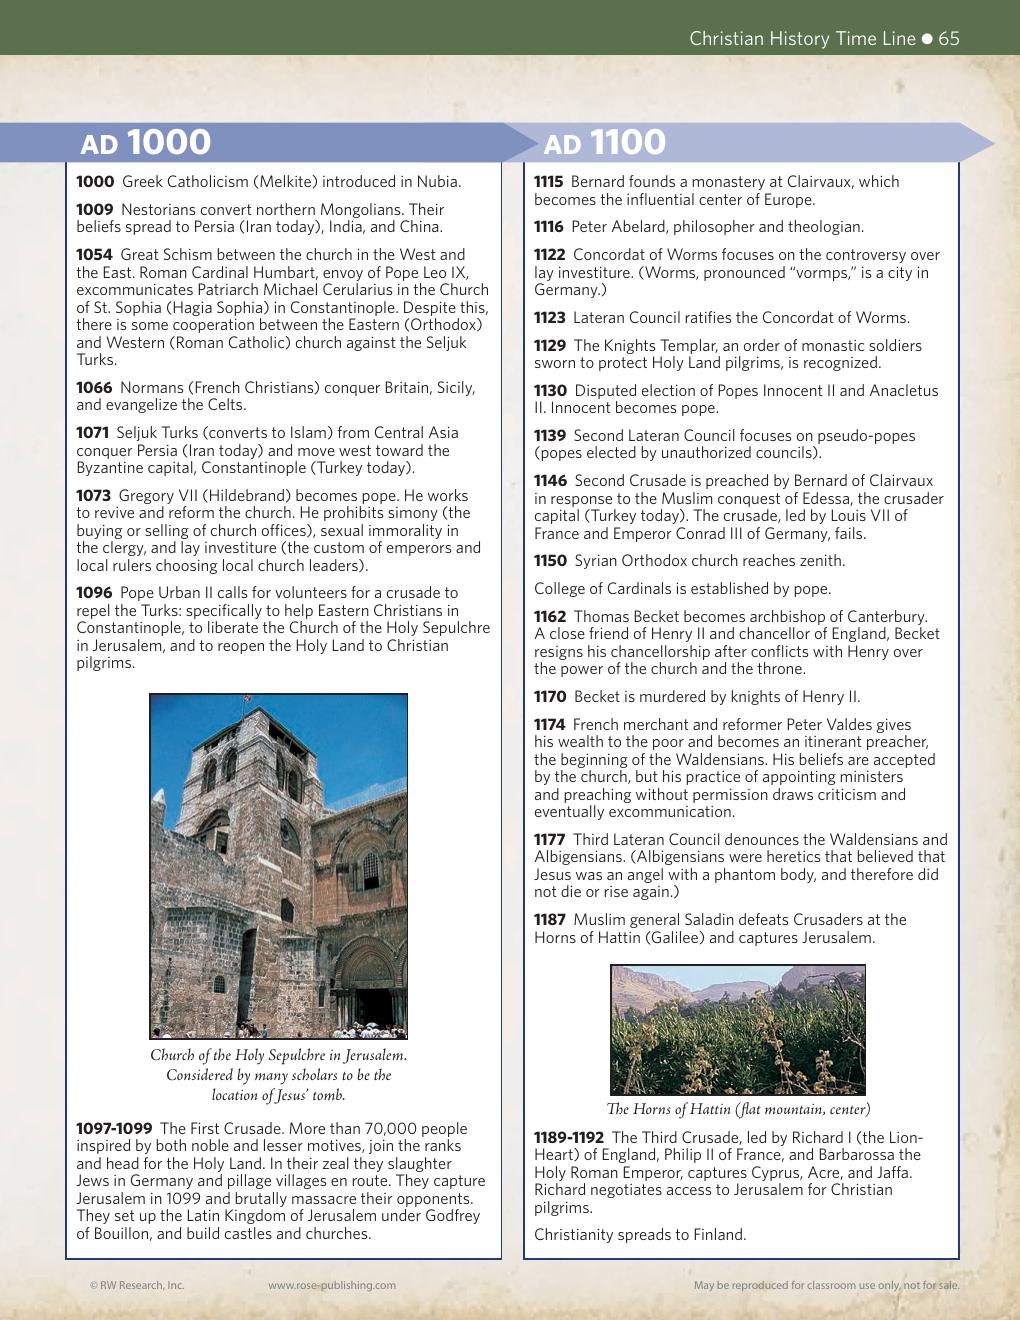 Christian History Time Line ● 65
AD 1000
1000 Greek Catholicism (Melkite) introduced in Nubia.
1009 Nestorians convert northern Mongolians. Their
beliefs spread to Persia (Iran today), India, and China.
1054 Great Schism between the church in the West and
the East. Roman Cardinal Humbart, envoy of Pope Leo IX,
excommunicates Patriarch Michael Cerularius in the Church
of St. Sophia (Hagia Sophia) in Constantinople. Despite this,
there is some cooperation between the Eastern (Orthodox)
and Western (Roman Catholic) church against the Seljuk
Turks.
1066 Normans (French Christians) conquer Britain, Sicily,
and evangelize the Celts.
1071 Seljuk Turks (converts to Islam) from Central Asia
conquer Persia (Iran today) and move west toward the
Byzantine capital, Constantinople (Turkey today).
1073 Gregory VII (Hildebrand) becomes pope. He works
to revive and reform the church. He prohibits simony (the
buying or selling of church offices), sexual immorality in
the clergy, and lay investiture (the custom of emperors and
local rulers choosing local church leaders).
1096 Pope Urban II calls for volunteers for a crusade to
repel the Turks: specifically to help Eastern Christians in
Constantinople, to liberate the Church of the Holy Sepulchre
in Jerusalem, and to reopen the Holy Land to Christian
pilgrims.
Church of the Holy Sepulchre in Jerusalem.
Considered by many scholars to be the
location of Jesus' tomb.
1097-1099 The First Crusade. More than 70,000 people
inspired by both noble and lesser motives, join the ranks
and head for the Holy Land. In their zeal they slaughter
Jews in Germany and pillage villages en route. They capture
Jerusalem in 1099 and brutally massacre their opponents.
They set up the Latin Kingdom of Jerusalem under Godfrey
of Bouillon, and build castles and churches.
AD 1100
1115 Bernard founds a monastery at Clairvaux, which
becomes the influential center of Europe.
1116 Peter Abelard, philosopher and theologian.
1122 Concordat of Worms focuses on the controversy over
lay investiture. (Worms, pronounced “vormps,” is a city in
Germany.)
1123 Lateran Council ratifies the Concordat of Worms.
1129 The Knights Templar, an order of monastic soldiers
sworn to protect Holy Land pilgrims, is recognized.
1130 Disputed election of Popes Innocent II and Anacletus
II. Innocent becomes pope.
1139 Second Lateran Council focuses on pseudo-popes
(popes elected by unauthorized councils).
1146 Second Crusade is preached by Bernard of Clairvaux
in response to the Muslim conquest of Edessa, the crusader
capital (Turkey today). The crusade, led by Louis VII of
France and Emperor Conrad III of Germany, fails.
1150 Syrian Orthodox church reaches zenith.
College of Cardinals is established by pope.
1162 Thomas Becket becomes archbishop of Canterbury.
A close friend of Henry II and chancellor of England, Becket
resigns his chancellorship after conflicts with Henry over
the power of the church and the throne.
1170 Becket is murdered by knights of Henry II.
1174 French merchant and reformer Peter Valdes gives
his wealth to the poor and becomes an itinerant preacher,
the beginning of the Waldensians. His beliefs are accepted
by the church, but his practice of appointing ministers
and preaching without permission draws criticism and
eventually excommunication.
1177 Third Lateran Council denounces the Waldensians and
Albigensians. (Albigensians were heretics that believed that
Jesus was an angel with a phantom body, and therefore did
not die or rise again.)
1187 Muslim general Saladin defeats Crusaders at the
Horns of Hattin (Galilee) and captures Jerusalem.
The Horns of Hattin (flat mountain, center)
1189-1192 The Third Crusade, led by Richard I (the Lion-
Heart) of England, Philip II of France, and Barbarossa the
Holy Roman Emperor, captures Cyprus, Acre, and Jaffa.
Richard negotiates access to Jerusalem for Christian
pilgrims.
Christianity spreads to Finland.
© RW Research, Inc. www.rose-publishing.com May be reproduced for classroom use only, not for sale.